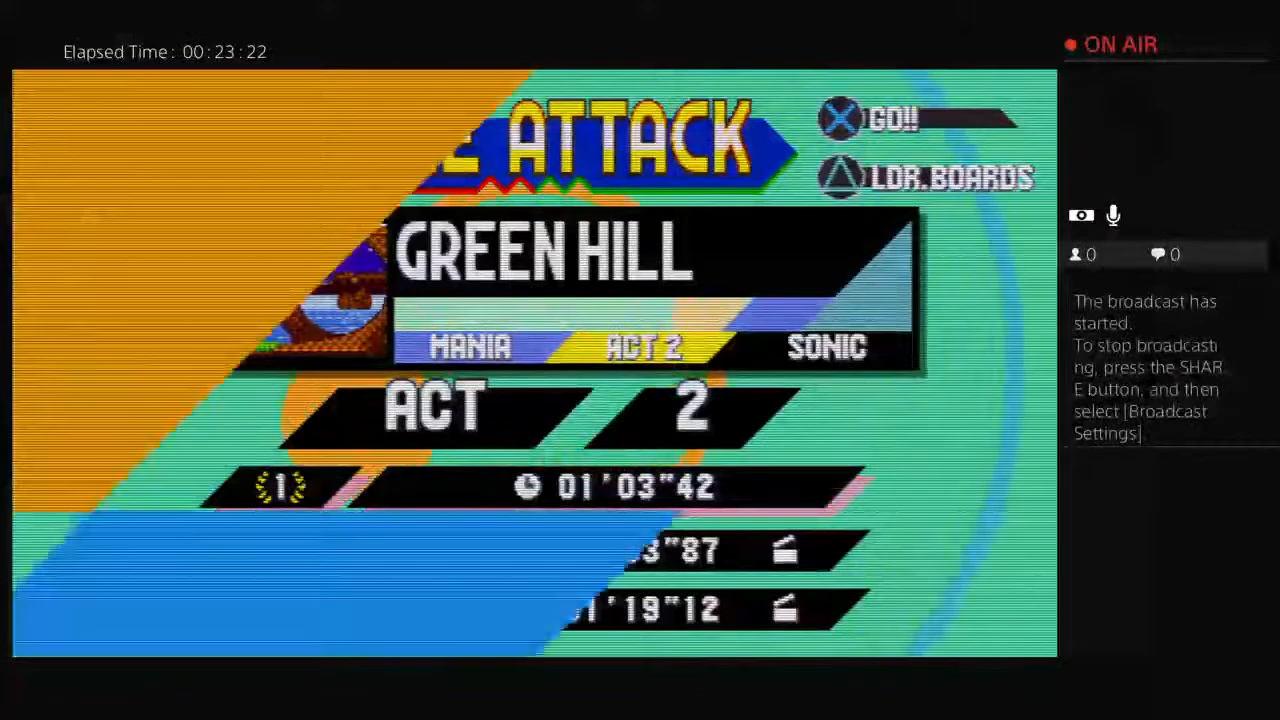 Elapsed Time: 00:23:22
ON AIR
ATTACK
GO!!
LDR.BOARDS
GREEN HILL
MANIA ACT 2 SONIC
ACT 2
1 01'03"42
3"87
1'19"12
0 0
The broadcast has
started.
To stop broadcasti
ng, press the SHAR
E button, and then
select [Broadcast
Settings].